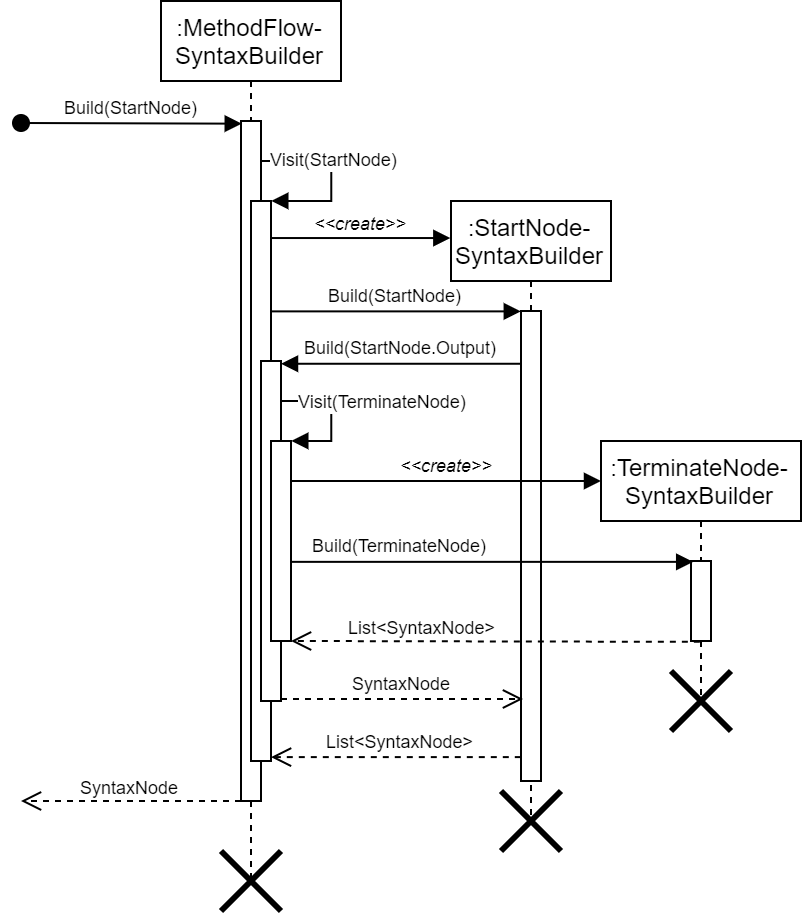 :MethodFlow-
SyntaxBuilder
Build(StartNode)
Visit(StartNode)
<<create>>
:StartNode-
SyntaxBuilder
Build(StartNode)
Build(StartNode.Output)
Visit(TerminateNode)
<<create>>
:TerminateNode-
SyntaxBuilder
Build(TerminateNode)
List<SyntaxNode>
SyntaxNode
List<SyntaxNode>
SyntaxNode